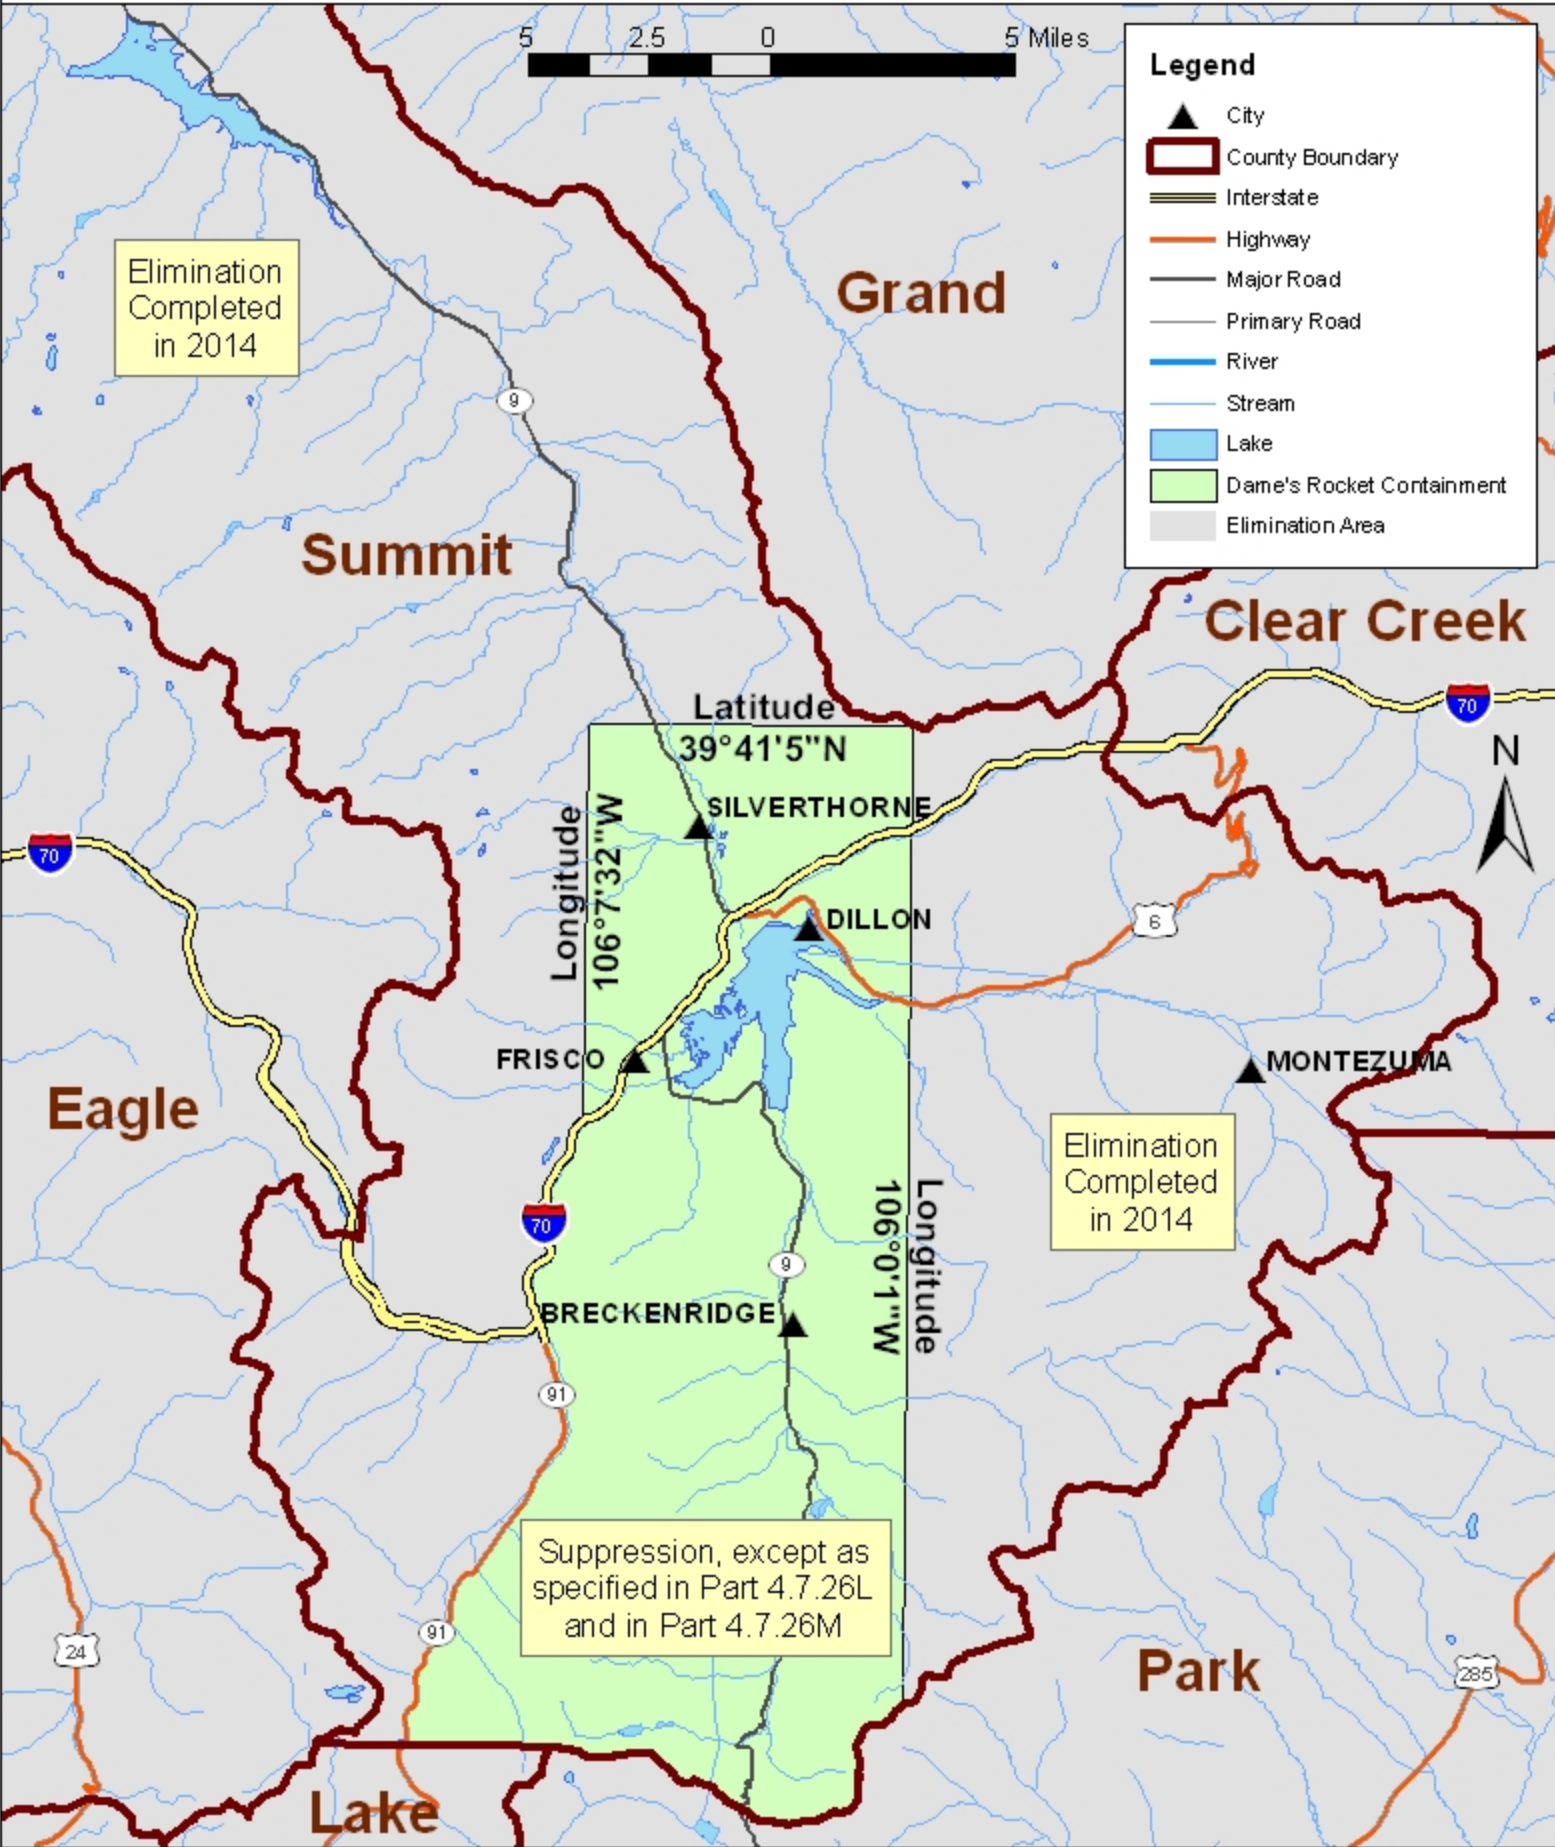 5 2.5 0 5 Miles
Legend
City
County Boundary
Interstate
Highway
Major Road
Primary Road
River
Stream
Lake
Dame's Rocket Containment
Elimination Area
Elimination
Completed
in 2014
Grand
9
Summit
Clear Creek
70
Latitude
39°41'5"N
N
SILVERTHORNE
Longitude
106°7'32"W
70
DILLON
6
FRISCO
MONTEZUMA
Eagle
Elimination
Completed
in 2014
Longitude
106°0'1"W
70
9
BRECKENRIDGE
91
Suppression, except as
specified in Part 4.7.26L
and in Part 4.7.26M
91
24
Park
285
Lake